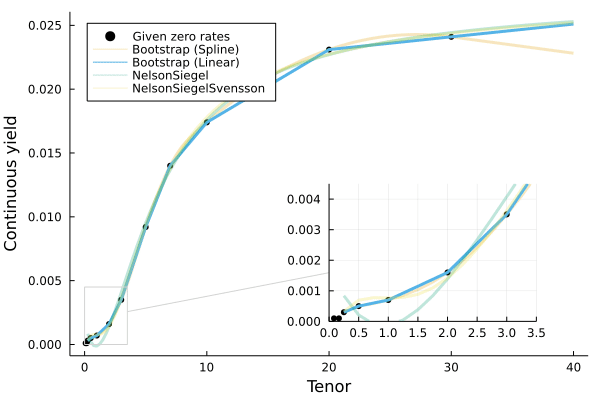 Continuous yield
0.025
0.020
0.015
0.010
0.005
0.000
Given zero rates
Bootstrap (Spline)
Bootstrap (Linear)
NelsonSiegel
NelsonSiegelSvensson
0.004
0.003
0.002
0.001
0.000
0.0 0.5 1.0 1.5 2.0 2.5 3.0 3.5
0 10 20 30 40
Tenor